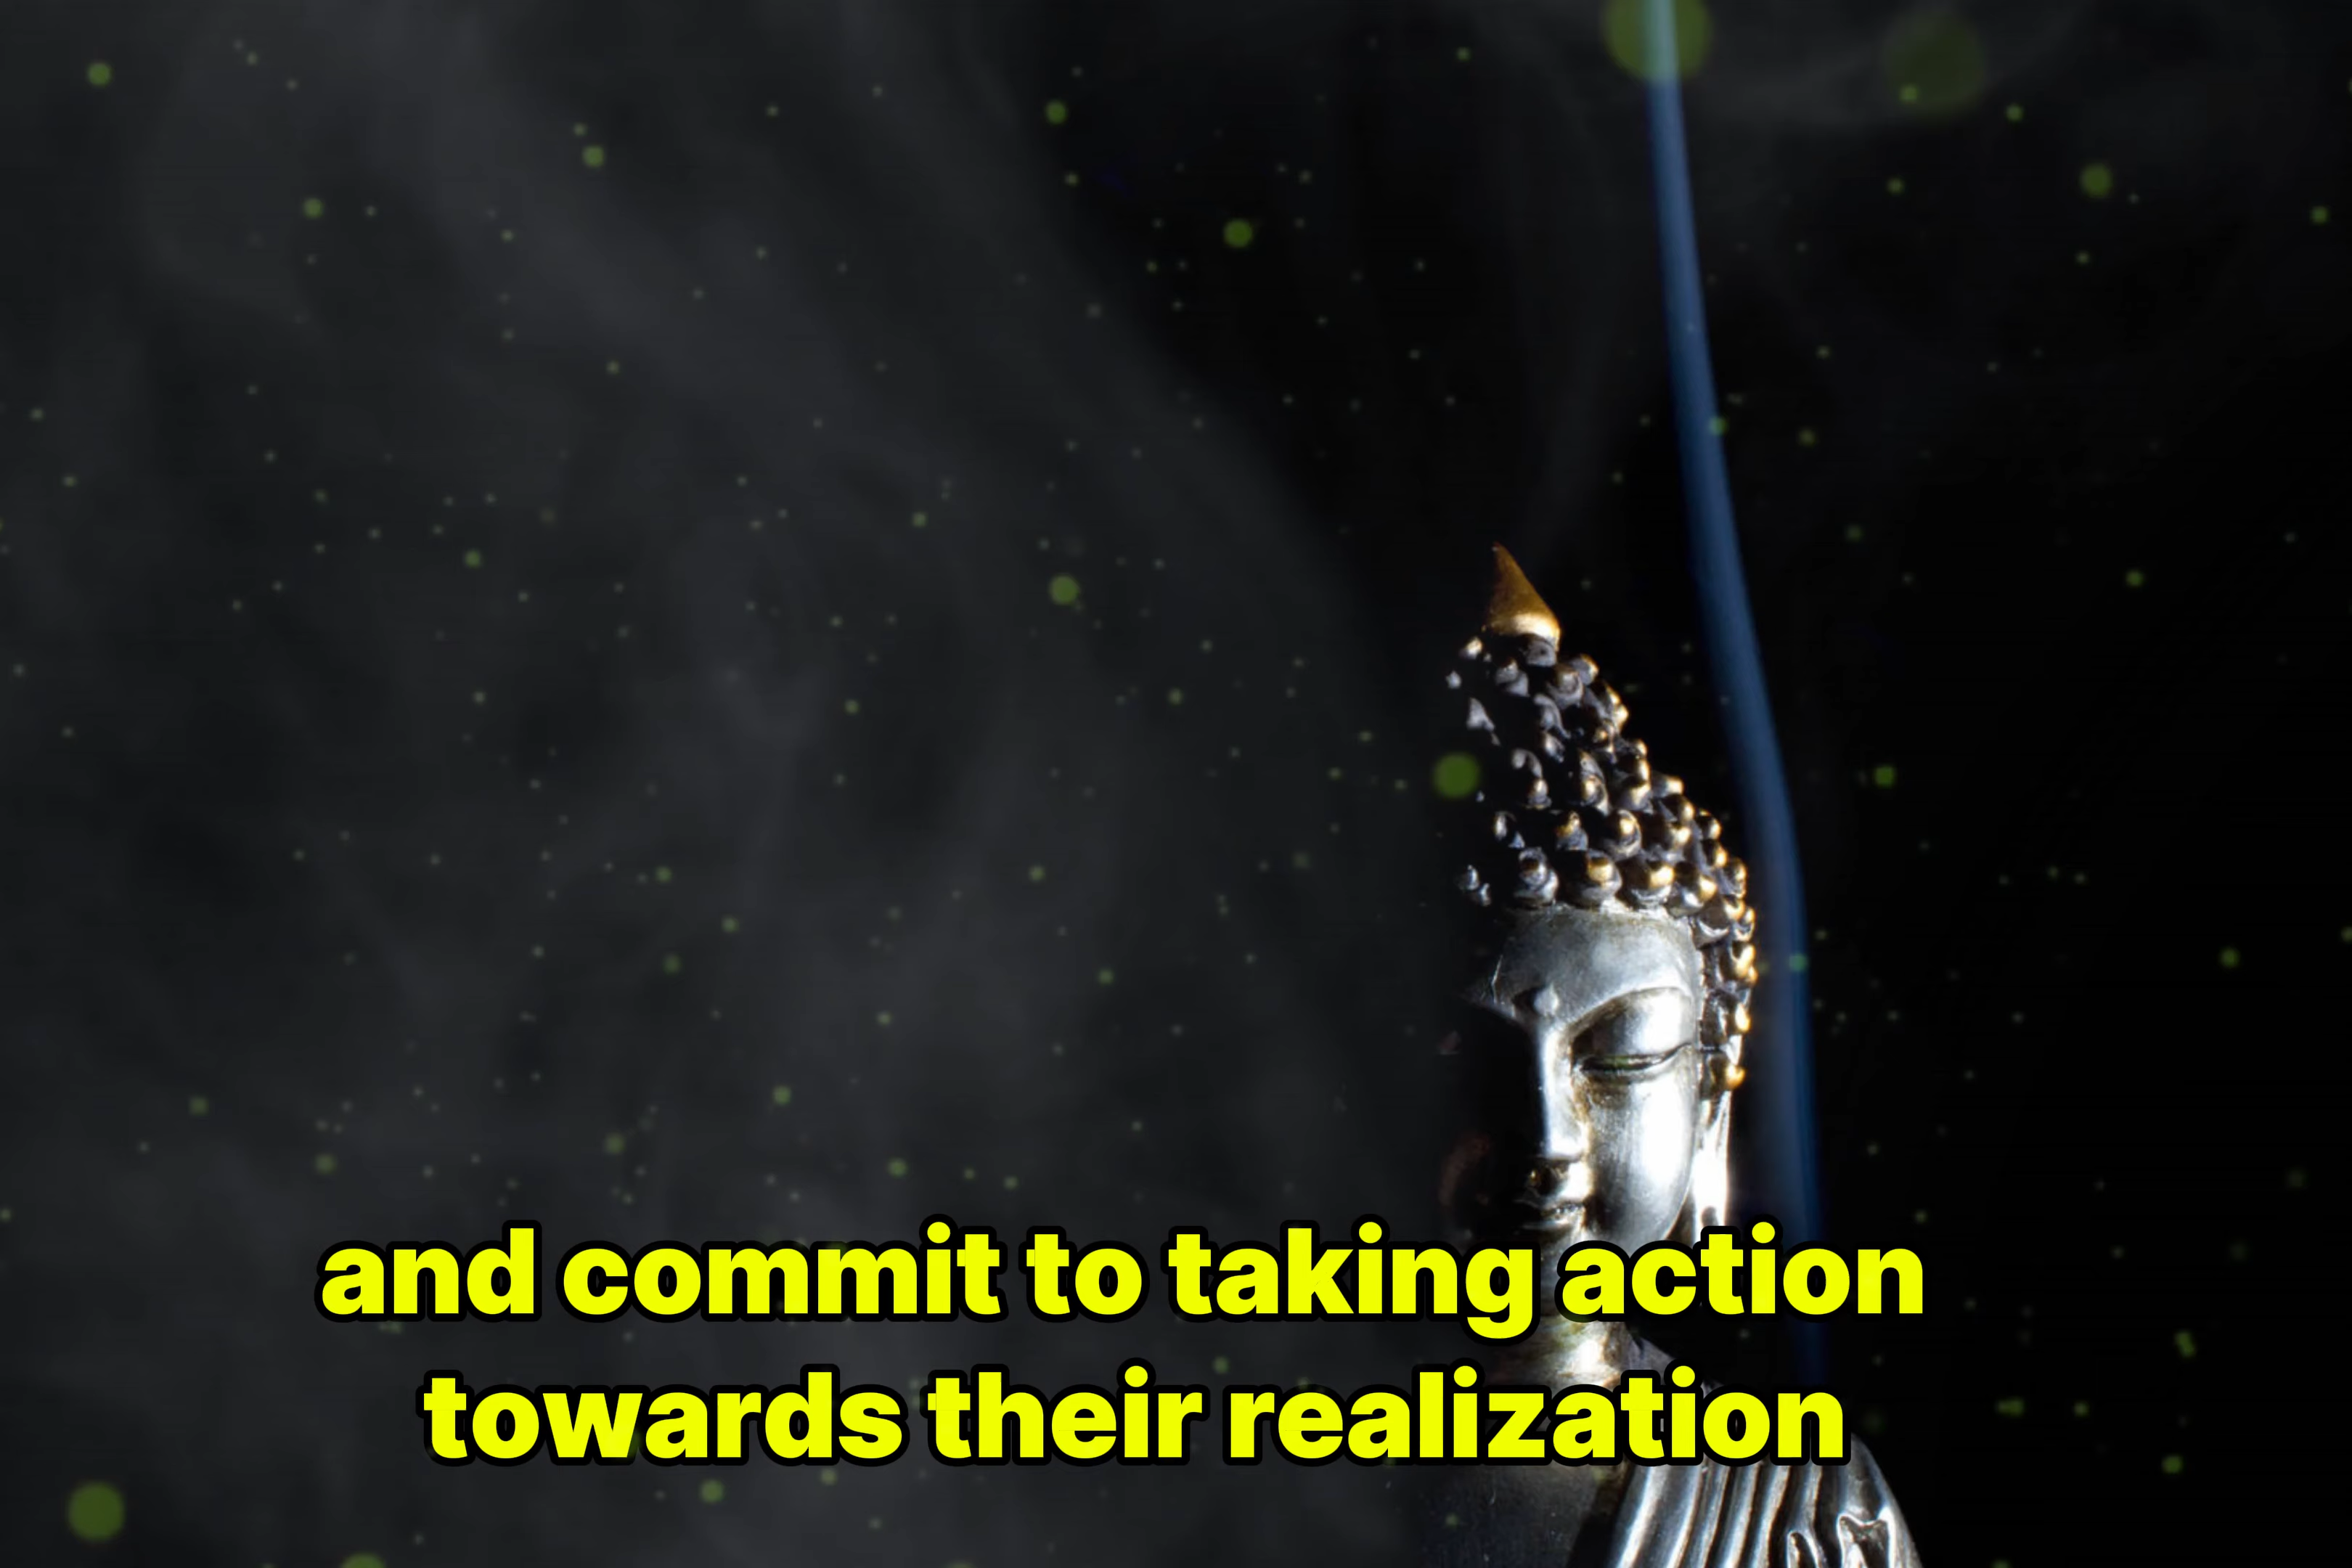 and commit to taking action
towards their realization